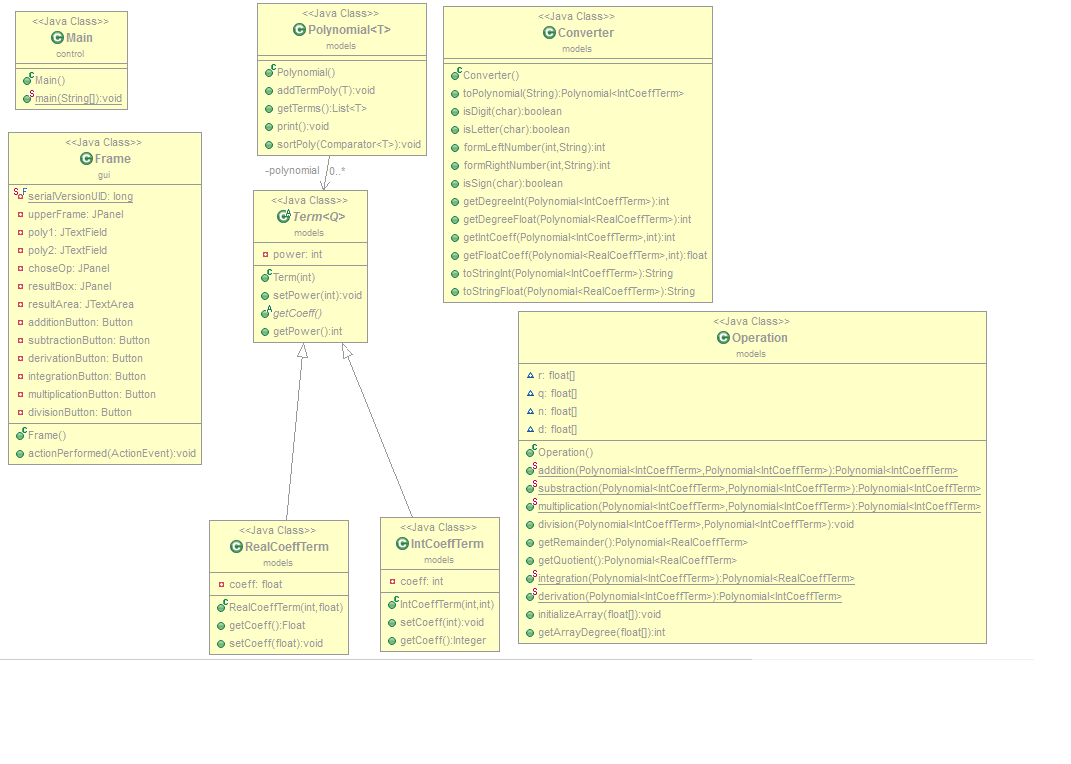 <<Java Class>>
Main
control
Main()
main(String[]):void
<<Java Class>>
Polynomial<T>
models
Polynomial()
addTermPoly(T):void
getTerms():List<T>
print():void
sortPoly(Comparator<T>):void
<<Java Class>>
Converter
models
Converter()
toPolynomial(String):Polynomial<IntCoeffTerm>
isDigit(char):boolean
isLetter(char):boolean
formLeftNumber(int,String):int
formRightNumber(int,String):int
isSign(char):boolean
getDegreeInt(Polynomial<IntCoeffTerm>):int
getDegreeFloat(Polynomial<RealCoeffTerm>):int
getIntCoeff(Polynomial<IntCoeffTerm>,int):int
getFloatCoeff(Polynomial<RealCoeffTerm>,int):float
toStringInt(Polynomial<IntCoeffTerm>):String
toStringFloat(Polynomial<RealCoeffTerm>):String
<<Java Class>>
Frame
gui
serialVersionUID: long
upperFrame: JPanel
poly1: JTextField
poly2: JTextField
choseOp: JPanel
resultBox: JPanel
resultArea: JTextArea
additionButton: Button
subtractionButton: Button
derivationButton: Button
integrationButton: Button
multiplicationButton: Button
divisionButton: Button
Frame()
actionPerformed(ActionEvent):void
-polynomial 0..*
<<Java Class>>
Term<Q>
models
power: int
Term(int)
setPower(int):void
getCoeff()
getPower():int
<<Java Class>>
Operation
models
r: float[]
q: float[]
n: float[]
d: float[]
Operation()
addition(Polynomial<IntCoeffTerm>,Polynomial<IntCoeffTerm>):Polynomial<IntCoeffTerm>
substraction(Polynomial<IntCoeffTerm>,Polynomial<IntCoeffTerm>):Polynomial<IntCoeffTerm>
multiplication(Polynomial<IntCoeffTerm>,Polynomial<IntCoeffTerm>):Polynomial<IntCoeffTerm>
division(Polynomial<IntCoeffTerm>,Polynomial<IntCoeffTerm>):void
getRemainder():Polynomial<RealCoeffTerm>
getQuotient():Polynomial<RealCoeffTerm>
integration(Polynomial<IntCoeffTerm>):Polynomial<RealCoeffTerm>
derivation(Polynomial<IntCoeffTerm>):Polynomial<IntCoeffTerm>
initializeArray(float[]):void
getArrayDegree(float[]):int
<<Java Class>>
RealCoeffTerm
models
coeff: float
RealCoeffTerm(int,float)
getCoeff():Float
setCoeff(float):void
<<Java Class>>
IntCoeffTerm
models
coeff: int
IntCoeffTerm(int,int)
setCoeff(int):void
getCoeff():Integer